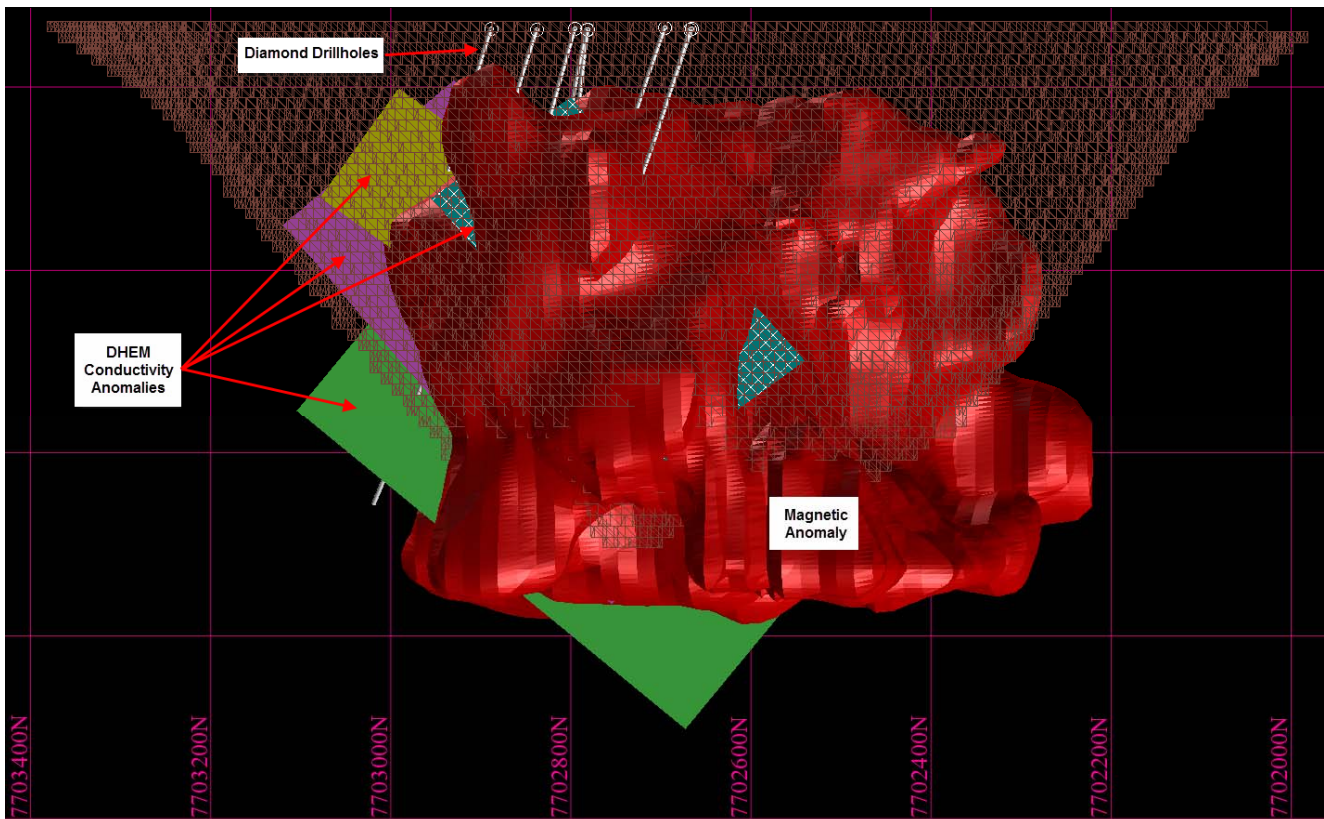 Diamond Drillholes
DHEM
Conductivity
Anomalies
Magnetic
Anomaly
7703400N
7703200N
7703000N
7702800N
7702600N
7702400N
7702200N
7702000N